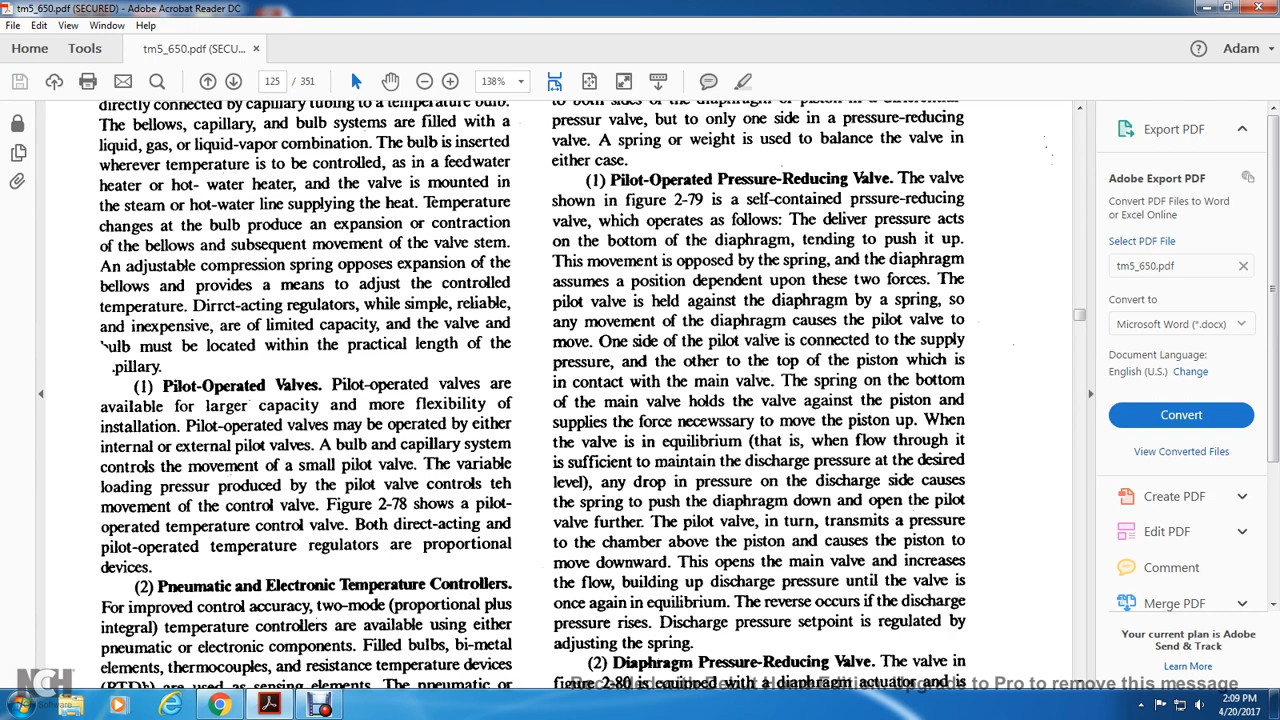 tm5_650.pdf (SECURED) - Adobe Acrobat Reader DC
File Edit View Window Help
Home Tools tm5_650.pdf (SECU... × Adam
125 / 351 138%
directly connected by capillary tubing to a temperature bulb.
The bellows, capillary, and bulb systems are filled with a
liquid, gas, or liquid-vapor combination. The bulb is inserted
wherever temperature is to be controlled, as in a feedwater
heater or hot- water heater, and the valve is mounted in
the steam or hot-water line supplying the heat. Temperature
changes at the bulb produce an expansion or contraction
of the bellows and subsequent movement of the valve stem.
An adjustable compression spring opposes expansion of the
bellows and provides a means to adjust the controlled
temperature. Dirrct-acting regulators, while simple, reliable,
and inexpensive, are of limited capacity, and the valve and
bulb must be located within the practical length of the
.pillary.
(1) Pilot-Operated Valves. Pilot-operated valves are
available for larger capacity and more flexibility of
installation. Pilot-operated valves may be operated by either
internal or external pilot valves. A bulb and capillary system
controls the movement of a small pilot valve. The variable
loading pressur produced by the pilot valve controls teh
movement of the control valve. Figure 2-78 shows a pilot-
operated temperature control valve. Both direct-acting and
pilot-operated temperature regulators are proportional
devices.
(2) Pneumatic and Electronic Temperature Controllers.
For improved control accuracy, two-mode (proportional plus
integral) temperature controllers are available using either
pneumatic or electronic components. Filled bulbs, bi-metal
elements, thermocouples, and resistance temperature devices
(RTDh) are used as sensing elements. The pneumatic or
to both sides of the diaphragm or piston in a differential
pressur valve, but to only one side in a pressure-reducing
valve. A spring or weight is used to balance the valve in
either case.
(1) Pilot-Operated Pressure-Reducing Valve. The valve
shown in figure 2-79 is a self-contained prssure-reducing
valve, which operates as follows: The deliver pressure acts
on the bottom of the diaphragm, tending to push it up.
This movement is opposed by the spring, and the diaphragm
assumes a position dependent upon these two forces. The
pilot valve is held against the diaphragm by a spring, so
any movement of the diaphragm causes the pilot valve to
move. One side of the pilot valve is connected to the supply
pressure, and the other to the top of the piston which is
in contact with the main valve. The spring on the bottom
of the main valve holds the valve against the piston and
supplies the force necewssary to move the piston up. When
the valve is in equilibrium (that is, when flow through it
is sufficient to maintain the discharge pressure at the desired
level), any drop in pressure on the discharge side causes
the spring to push the diaphragm down and open the pilot
valve further. The pilot valve, in turn, transmits a pressure
to the chamber above the piston and causes the piston to
move downward. This opens the main valve and increases
the flow, building up discharge pressure until the valve is
once again in equilibrium. The reverse occurs if the discharge
pressure rises. Discharge pressure setpoint is regulated by
adjusting the spring.
(2) Diaphragm Pressure-Reducing Valve. The valve in
figure 2-80 is equipped with a diaphragm actuator and is
Export PDF
Adobe Export PDF
Convert PDF Files to Word
or Excel Online
Select PDF File
tm5_650.pdf
Convert to
Microsoft Word (*.docx)
Document Language:
English (U.S.) Change
Convert
View Converted Files
Create PDF
Edit PDF
Comment
Merge PDF
Your current plan is Adobe
Send & Track
Learn More
to Pro to remove this message
NCH
Software
2:09 PM
4/20/2017